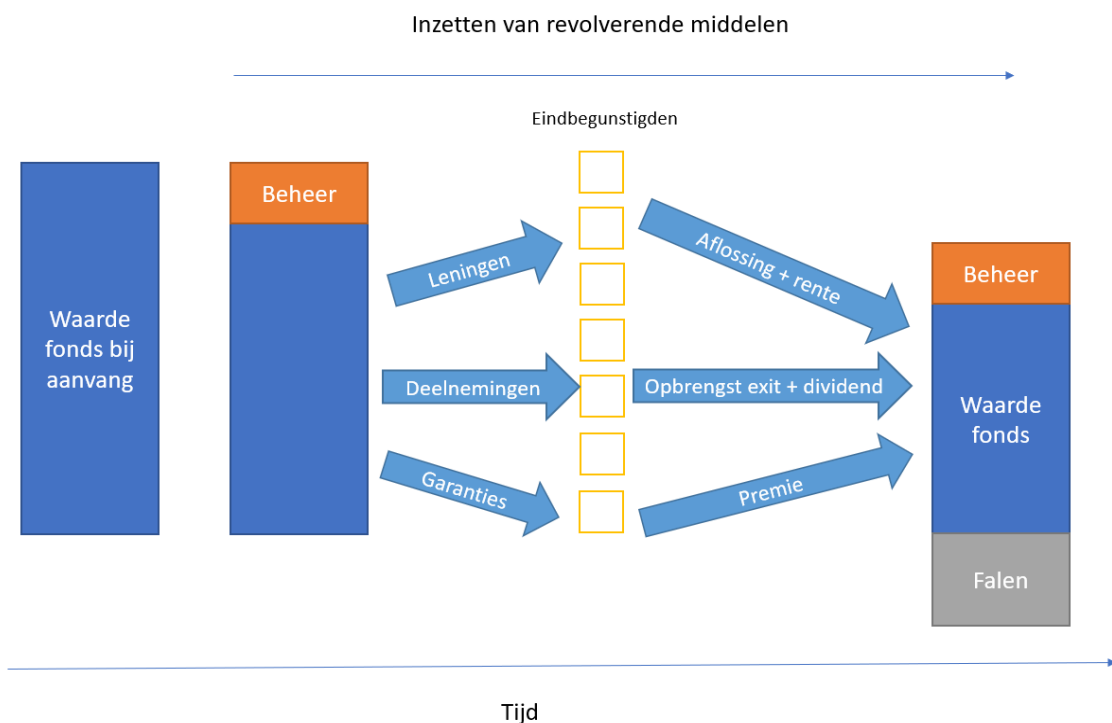 Inzetten van revolverende middelen
Eindbegunstigden
Waarde
fonds bij
aanvang
Beheer
Leningen
Deelnemingen
Garanties
Aflossing + rente
Opbrengst exit + dividend
Premie
Beheer
Waarde
fonds
Falen
Tijd